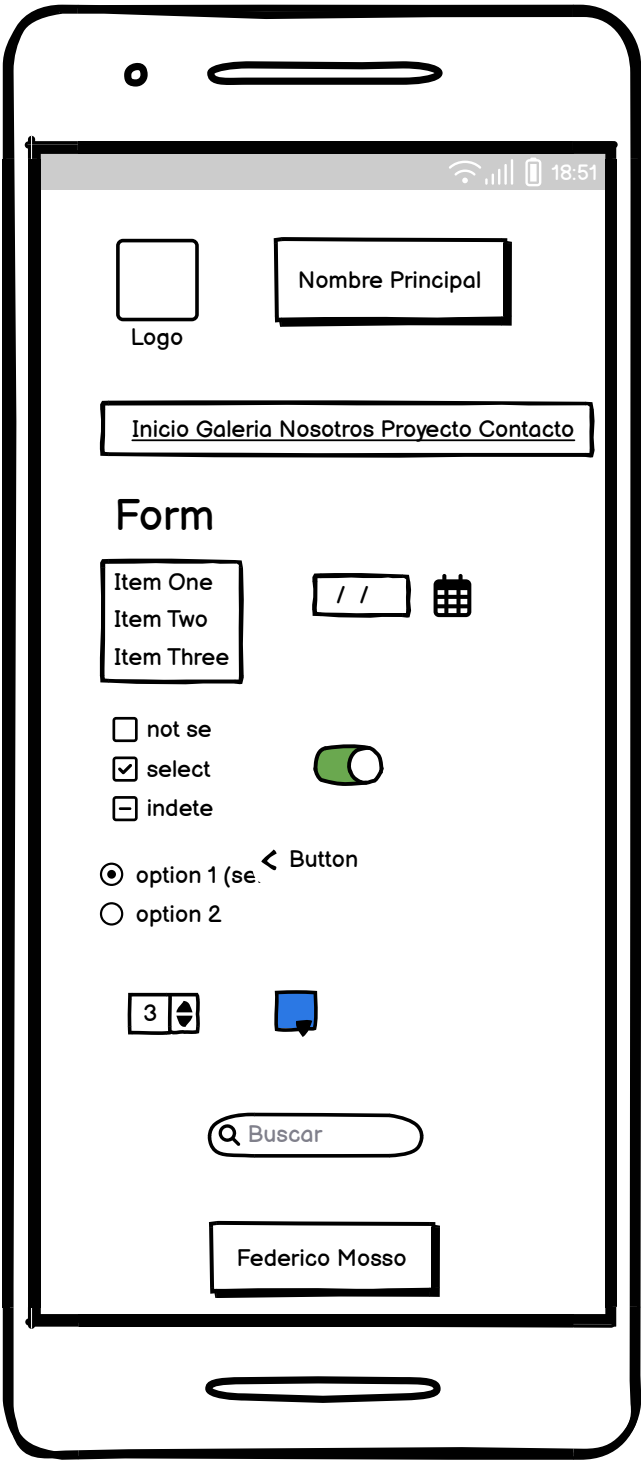 18:51
Nombre Principal
Logo
Inicio Galeria Nosotros Proyecto Contacto
Form
Item One
/ /
Item Two
Item Three
not se
select
indete
Button
option 1 (se
option 2
3
Buscar
Federico Mosso